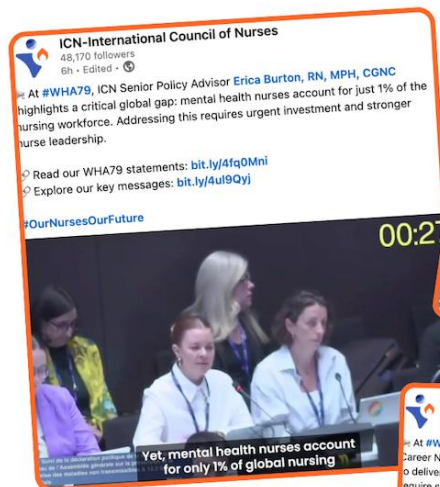 ICN-International Council of Nurses
48,170 followers
6h • Edited •
At #WHA79, ICN Senior Policy Advisor Erica Burton, RN, MPH, CGNC
highlights a critical global gap: mental health nurses account for just 1% of the
nursing workforce. Addressing this requires urgent investment and stronger
nurse leadership.
Read our WHA79 statements: bit.ly/4fq0Mni
Explore our key messages: bit.ly/4ul9Qyj
#OurNursesOurFuture
00:27
Yet, mental health nurses account
for only 1% of global nursing
At #W
Career N